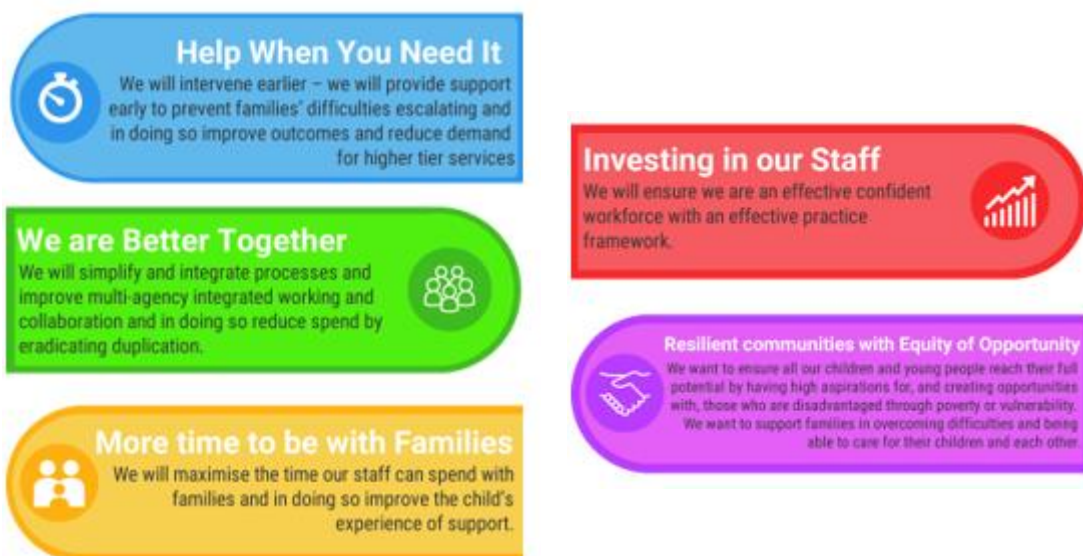 Help When You Need It
We will intervene earlier – we will provide support
early to prevent families' difficulties escalating and
in doing so improve outcomes and reduce demand
for higher tier services
We are Better Together
We will simplify and integrate processes and
improve multi-agency integrated working and
collaboration and in doing so reduce spend by
eradicating duplication.
More time to be with Families
We will maximise the time our staff can spend with
families and in doing so improve the child's
experience of support.
Investing in our Staff
We will ensure we are an effective confident
workforce with an effective practice
framework.
Resilient communities with Equity of Opportunity
We want to ensure all our children and young people reach their full
potential by having high aspirations for, and creating opportunities
with, those who are disadvantaged through poverty or vulnerability.
We want to support families in overcoming difficulties and being
able to care for their children and each other.